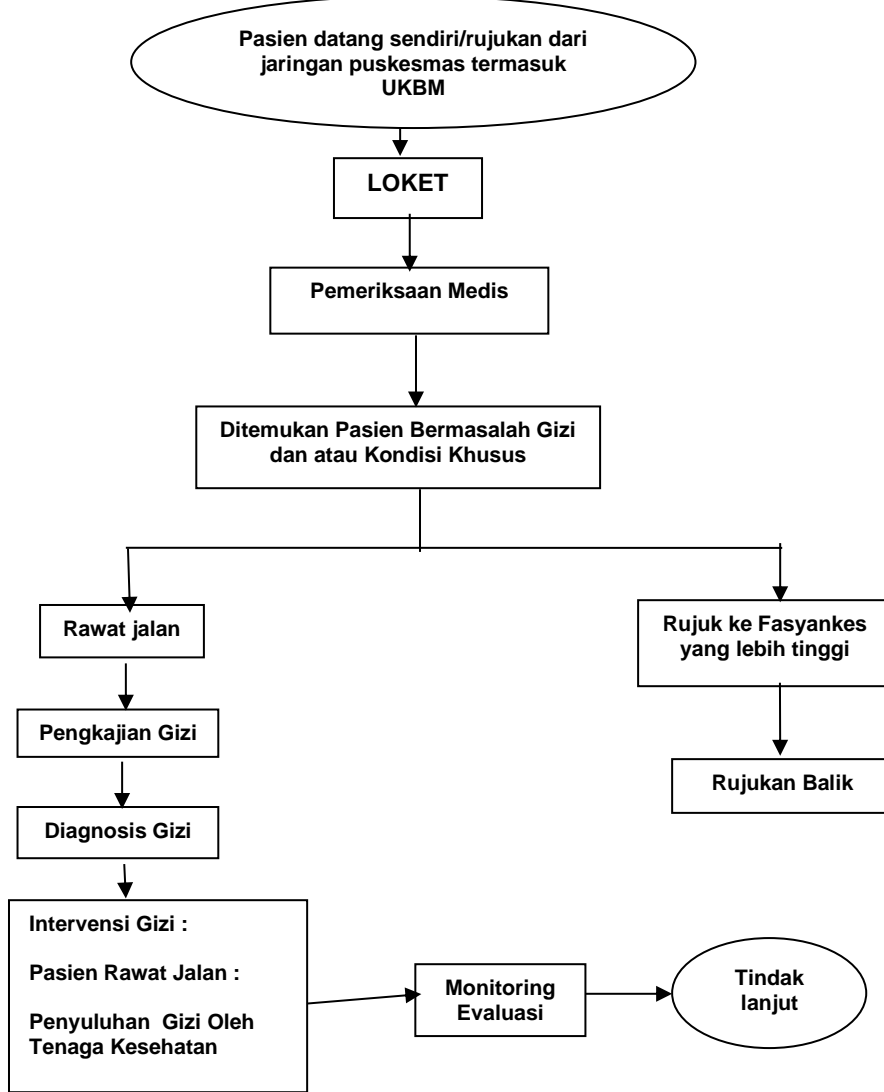 Pasien datang sendiri/rujukan dari
jaringan puskesmas termasuk
UKBM
LOKET
Pemeriksaan Medis
Ditemukan Pasien Bermasalah Gizi
dan atau Kondisi Khusus
Rawat jalan
Rujuk ke Fasyankes
yang lebih tinggi
Pengkajian Gizi
Rujukan Balik
Diagnosis Gizi
Intervensi Gizi :
Pasien Rawat Jalan :
Penyuluhan Gizi Oleh
Tenaga Kesehatan
Monitoring
Evaluasi
Tindak
lanjut